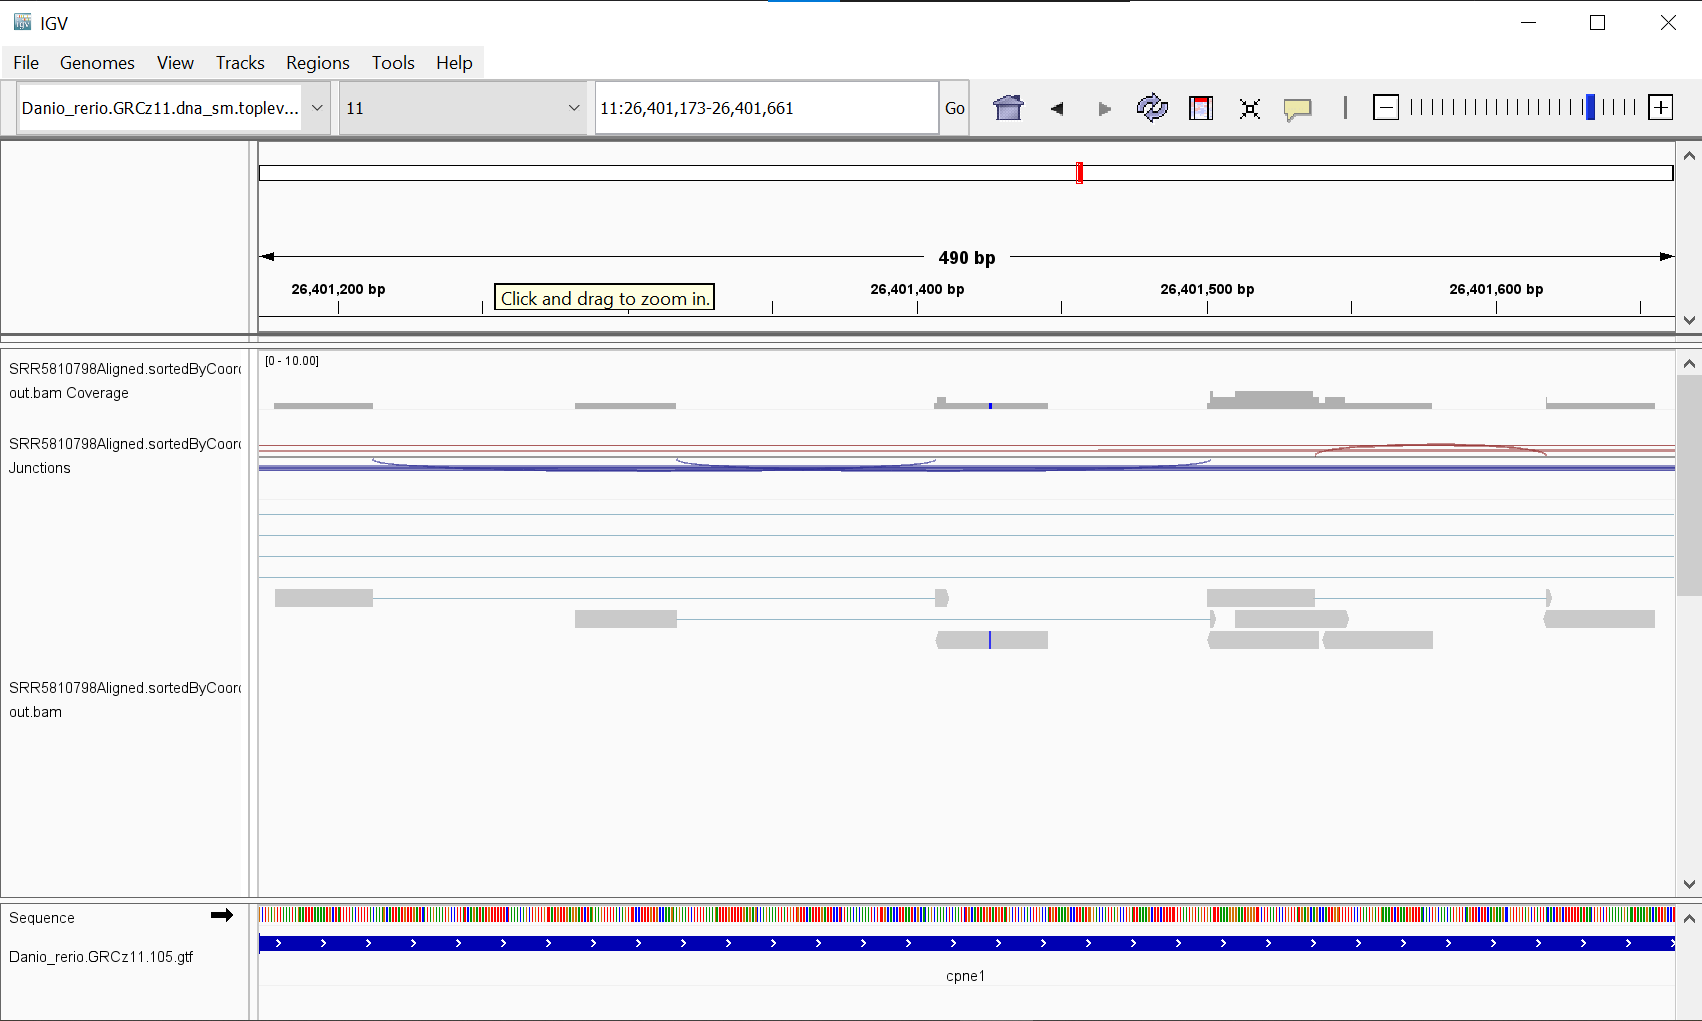 IGV
File Genomes View Tracks Regions Tools Help
Danio_rerio.GRCz11.dna_sm.toplev... 11 11:26,401,173-26,401,661 Go
490 bp
26,401,200 bp 26,401,400 bp 26,401,500 bp 26,401,600 bp
Click and drag to zoom in.
[0 - 10.00]
SRR5810798Aligned.sortedByCoor
out.bam Coverage
SRR5810798Aligned.sortedByCoor
Junctions
SRR5810798Aligned.sortedByCoor
out.bam
Sequence
Danio_rerio.GRCz11.105.gtf
cpne1